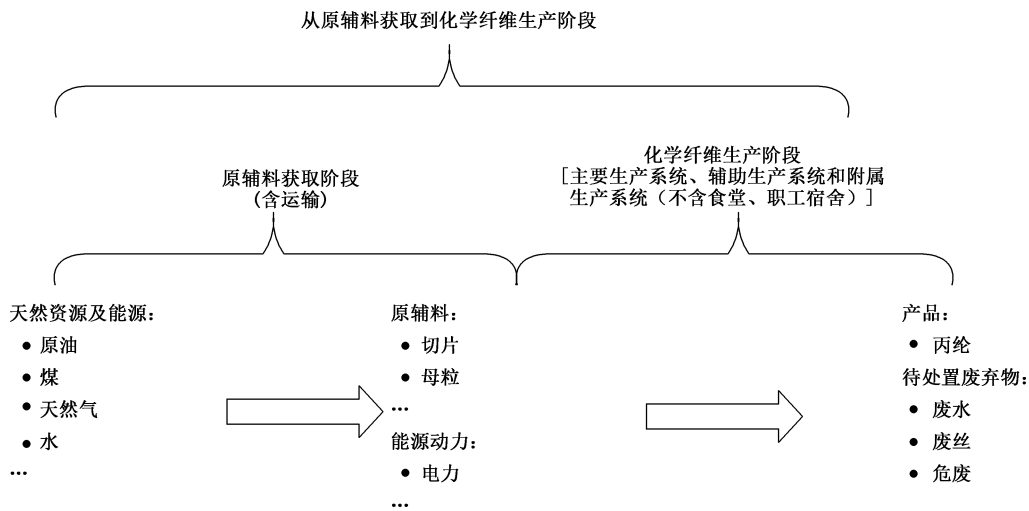 从原辅料获取到化学纤维生产阶段
原辅料获取阶段
(含运输)
化学纤维生产阶段
[主要生产系统、辅助生产系统和附属
生产系统（不含食堂、职工宿舍）]
天然资源及能源：
● 原油
● 煤
● 天然气
● 水
…
原辅料：
● 切片
● 母粒
…
能源动力：
● 电力
…
产品：
● 丙纶
待处置废弃物：
● 废水
● 废丝
● 危废